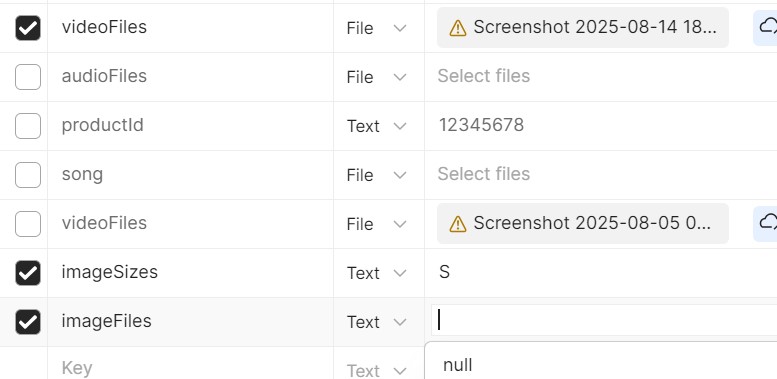 videoFiles File Screenshot 2025-08-14 18...
audioFiles File Select files
productId Text 12345678
song File Select files
videoFiles File Screenshot 2025-08-05 0...
imageSizes Text S
imageFiles Text
Key Text null